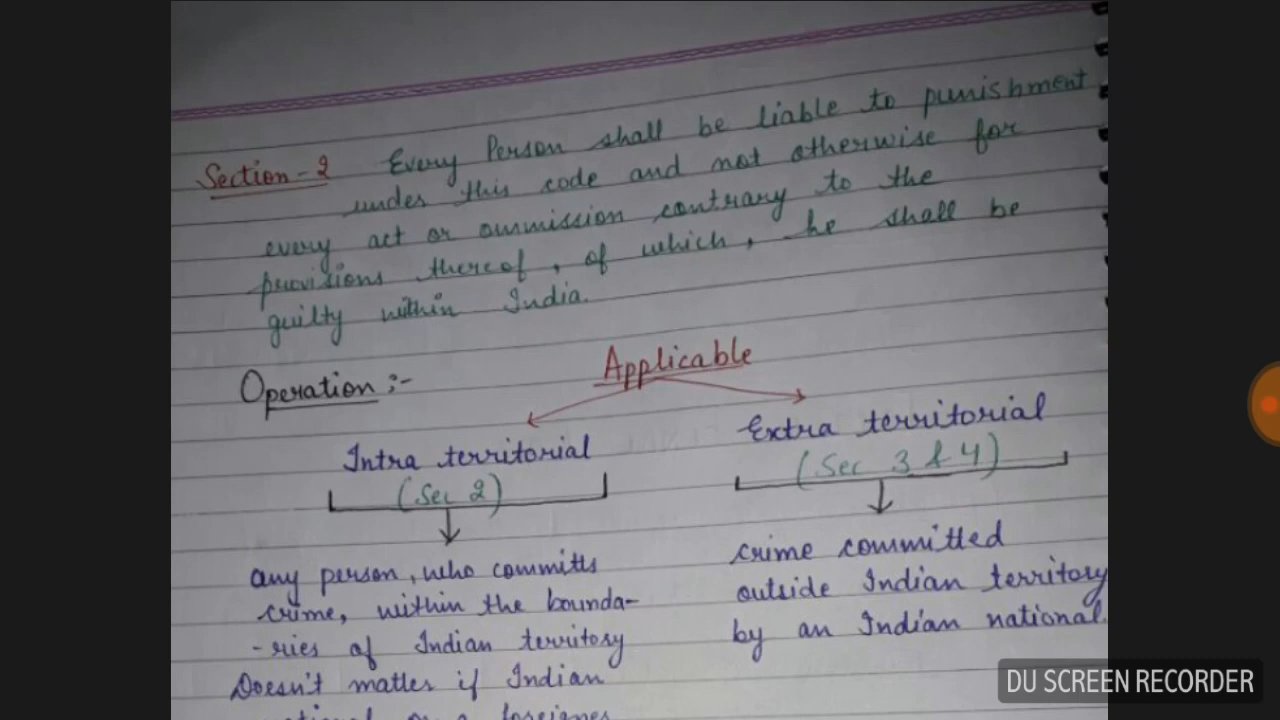 Section-2 Every Person shall be liable to punishment
under this code and not otherwise for
every act or ommission contrary to the
provisions thereof, of which, he shall be
guilty within India.
Operation :-
Applicable
Intra territorial
(Sec 2)
any person, who committs
crime, within the bounda-
-ries of Indian territory
Doesn't matter if Indian
or a foreigner
Extra territorial
(Sec 3 & 4)
crime committed
outside Indian territory
by an Indian national.
DU SCREEN RECORDER